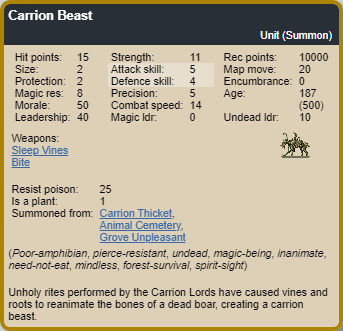 Carrion Beast
Unit (Summon)
Hit points: 15 Strength: 11 Rec points: 10000
Size: 2 Attack skill: 5 Map move: 20
Protection: 2 Defence skill: 4 Encumbrance: 0
Magic res: 8 Precision: 5 Age: 187
Morale: 50 Combat speed: 14 (500)
Leadership: 40 Magic ldr: 0 Undead ldr: 10
Weapons:
Sleep Vines
Bite
Resist poison: 25
Is a plant: 1
Summoned from: Carrion Thicket,
Animal Cemetery,
Grove Unpleasant
(Poor-amphibian, pierce-resistant, undead, magic-being, inanimate,
need-not-eat, mindless, forest-survival, spirit-sight)
Unholy rites performed by the Carrion Lords have caused vines and
roots to reanimate the bones of a dead boar, creating a carrion
beast.